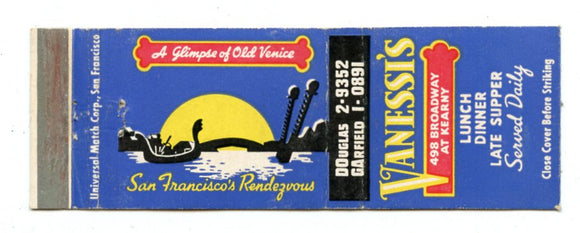 Universal Match Corp., San Francisco
A Glimpse of Old Venice
San Francisco's Rendezvous
DOUGLAS 2-9352
GARFIELD 1-0891
VANESSI'S
498 BROADWAY
AT KEARNY
LUNCH
DINNER
LATE SUPPER
Served Daily
Close Cover Before Striking